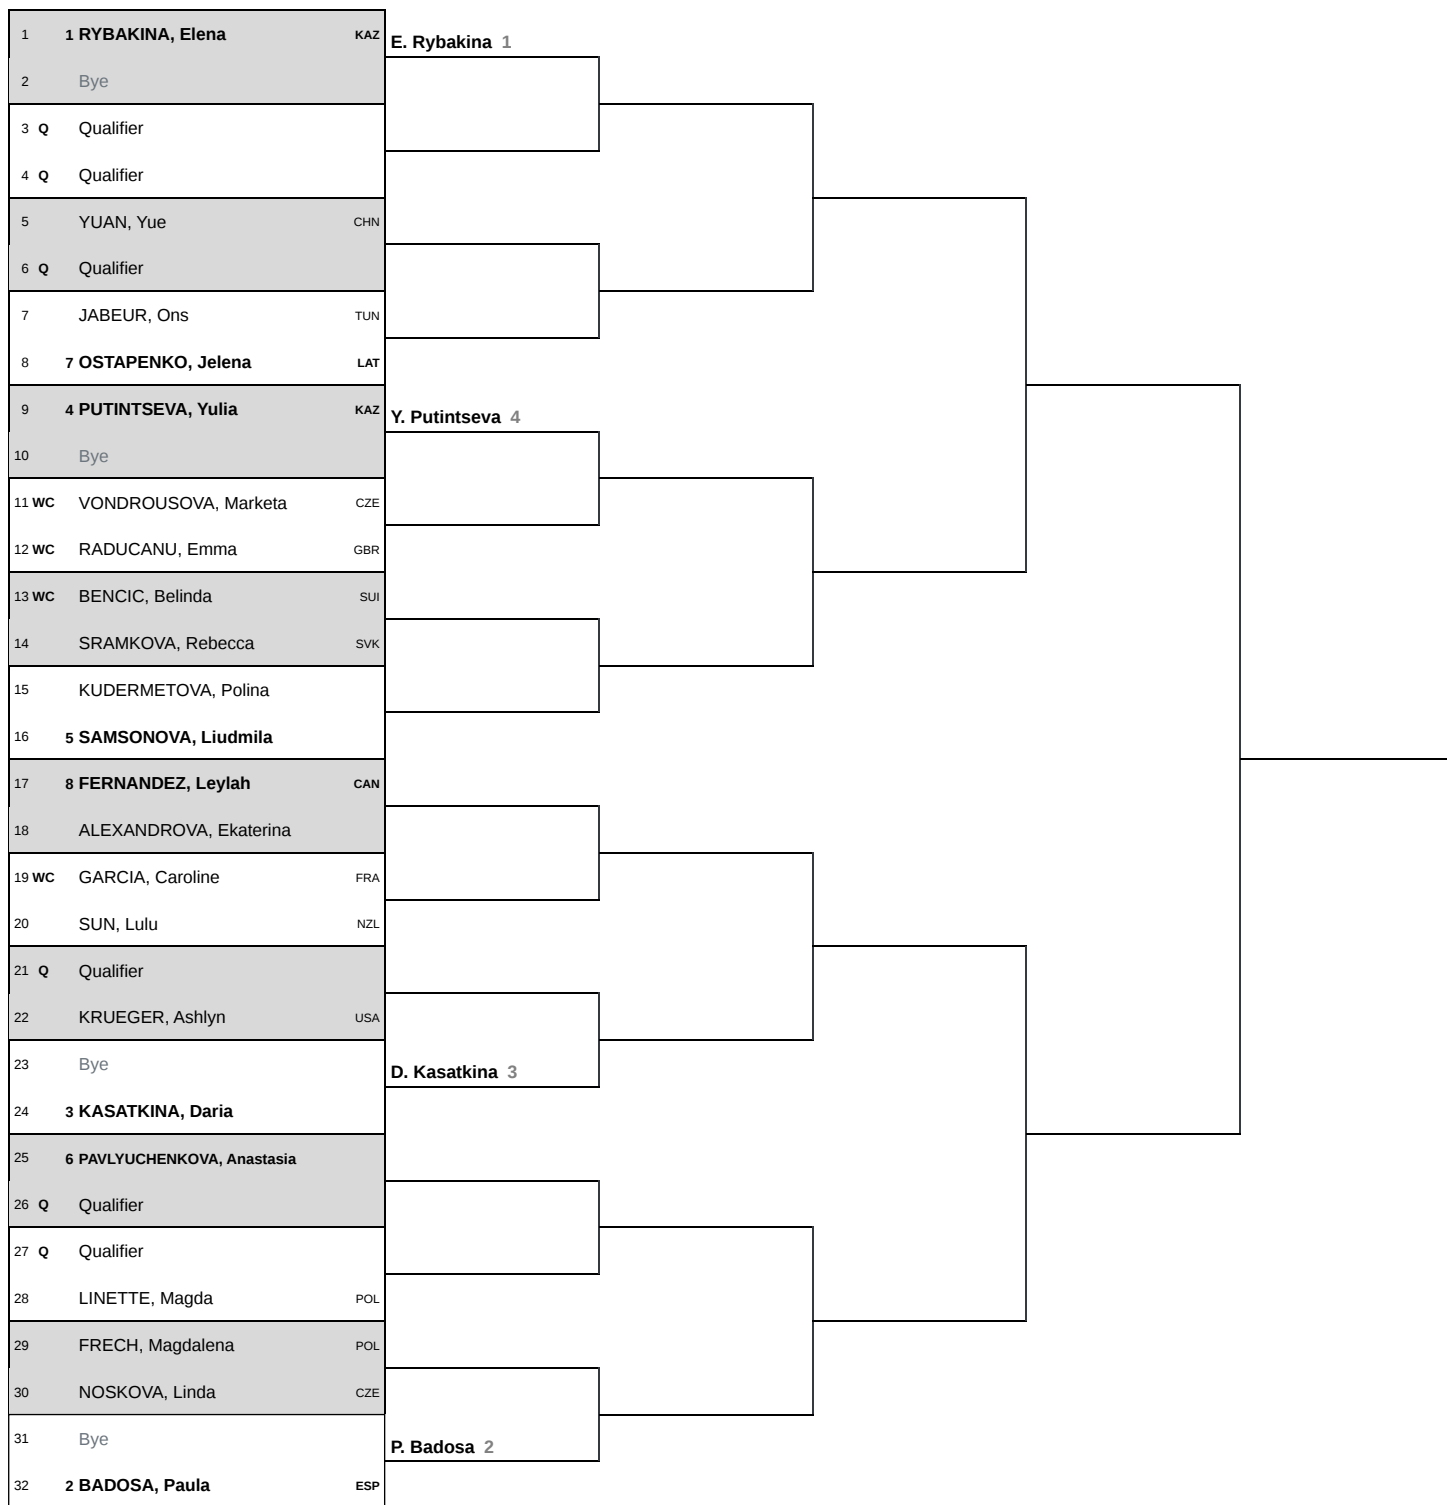 1 1 RYBAKINA, Elena KAZ
E. Rybakina 1
2 Bye
3 Q Qualifier
4 Q Qualifier
5 YUAN, Yue CHN
6 Q Qualifier
7 JABEUR, Ons TUN
8 7 OSTAPENKO, Jelena LAT
9 4 PUTINTSEVA, Yulia KAZ
Y. Putintseva 4
10 Bye
11 WC VONDROUSOVA, Marketa CZE
12 WC RADUCANU, Emma GBR
13 WC BENCIC, Belinda SUI
14 SRAMKOVA, Rebecca SVK
15 KUDERMETOVA, Polina
16 5 SAMSONOVA, Liudmila
17 8 FERNANDEZ, Leylah CAN
18 ALEXANDROVA, Ekaterina
19 WC GARCIA, Caroline FRA
20 SUN, Lulu NZL
21 Q Qualifier
22 KRUEGER, Ashlyn USA
23 Bye
D. Kasatkina 3
24 3 KASATKINA, Daria
25 6 PAVLYUCHENKOVA, Anastasia
26 Q Qualifier
27 Q Qualifier
28 LINETTE, Magda POL
29 FRECH, Magdalena POL
30 NOSKOVA, Linda CZE
31 Bye
P. Badosa 2
32 2 BADOSA, Paula ESP